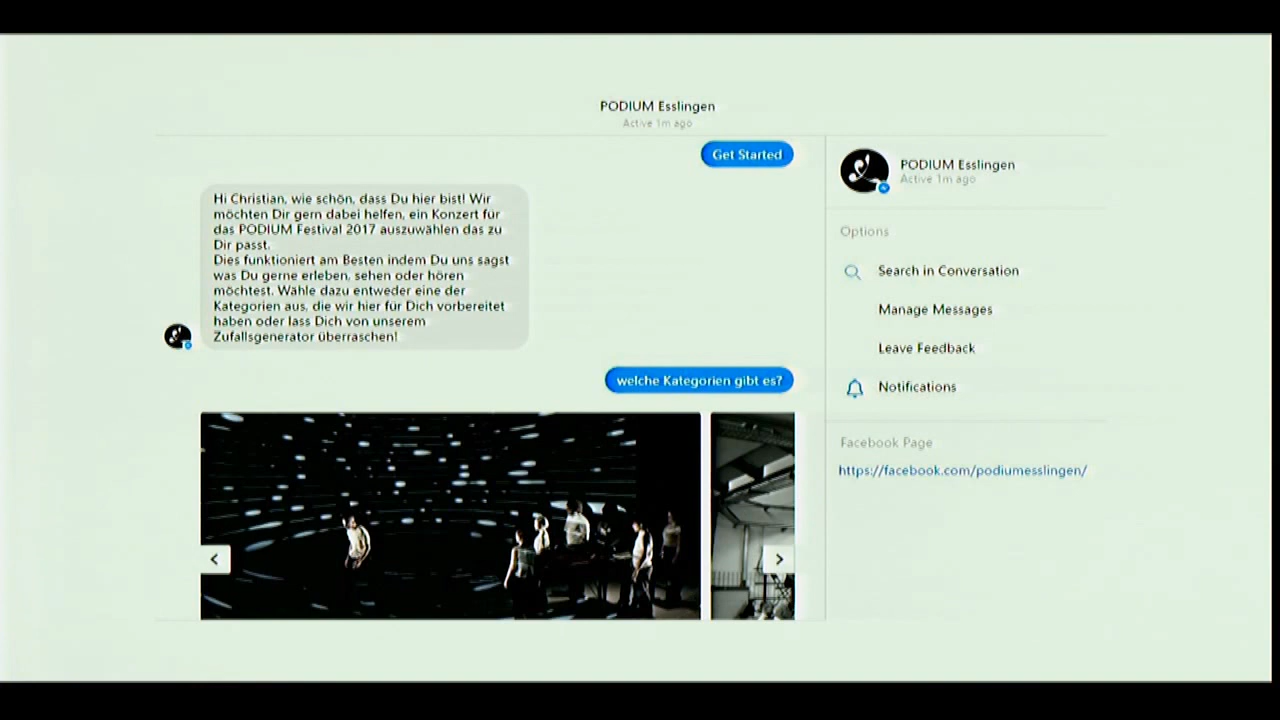 PODIUM Esslingen
Active 1m ago
Get Started
Hi Christian, wie schön, dass Du hier bist! Wir
möchten Dir gern dabei helfen, ein Konzert für
das PODIUM Festival 2017 auszuwählen das zu
Dir passt.
Dies funktioniert am Besten indem Du uns sagst
was Du gerne erleben, sehen oder hören
möchtest. Wähle dazu entweder eine der
Kategorien aus, die wir hier für Dich vorbereitet
haben oder lass Dich von unserem
Zufallsgenerator überraschen!
welche Kategorien gibt es?
PODIUM Esslingen
Active 1m ago
Options
Search in Conversation
Manage Messages
Leave Feedback
Notifications
Facebook Page
https://facebook.com/podiumesslingen/